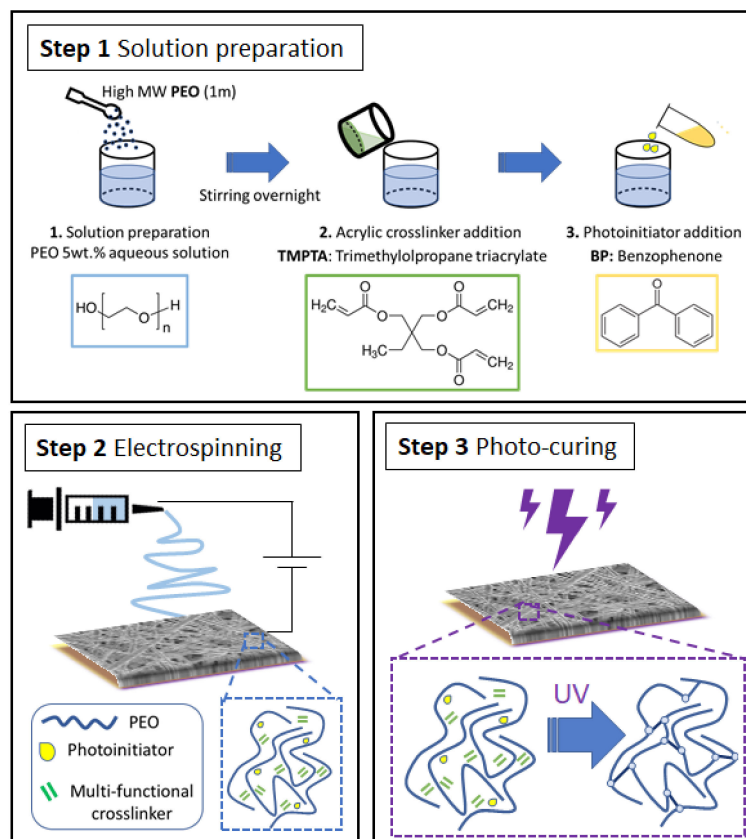 Step 1 Solution preparation
High MW PEO (1m)
Stirring overnight
1. Solution preparation
PEO 5wt.% aqueous solution
2. Acrylic crosslinker addition
TMPTA: Trimethylolpropane triacrylate
3. Photoinitiator addition
BP: Benzophenone
HO
O
H
n
H₂C
O
O
O
O
CH₂
H₃C
O
O
CH₂
O
Step 2 Electrospinning
PEO
Photoinitiator
Multi-functional
crosslinker
Step 3 Photo-curing
UV